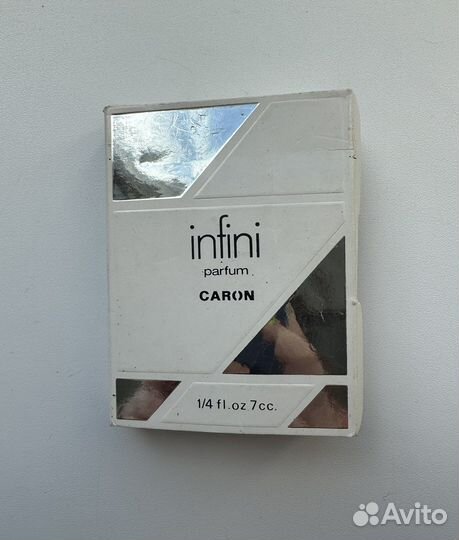 infini
parfum
CARON
1/4 fl.oz 7cc.
Avito